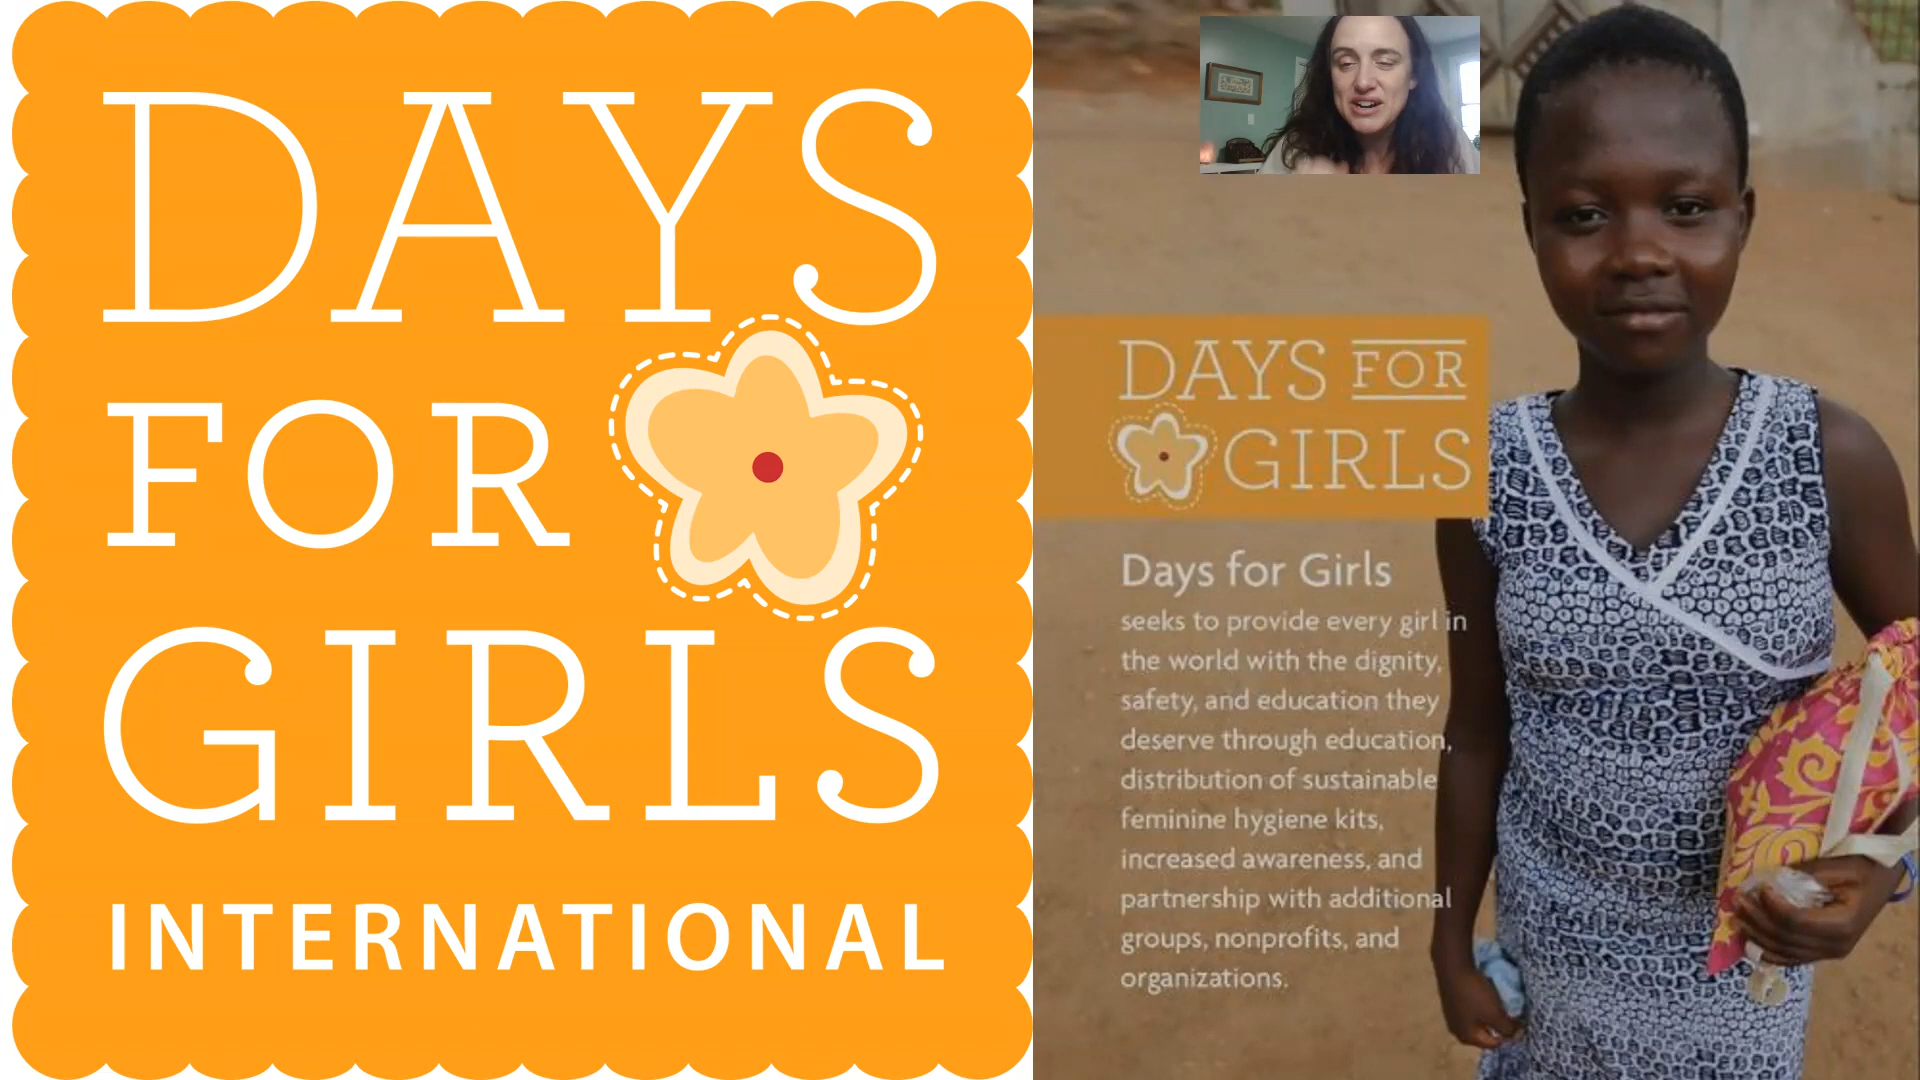 DAYS
FOR
GIRLS
INTERNATIONAL
DAYS FOR
GIRLS
Days for Girls
seeks to provide every girl in
the world with the dignity,
safety, and education they
deserve through education,
distribution of sustainable
feminine hygiene kits,
increased awareness, and
partnership with additional
groups, nonprofits, and
organizations.